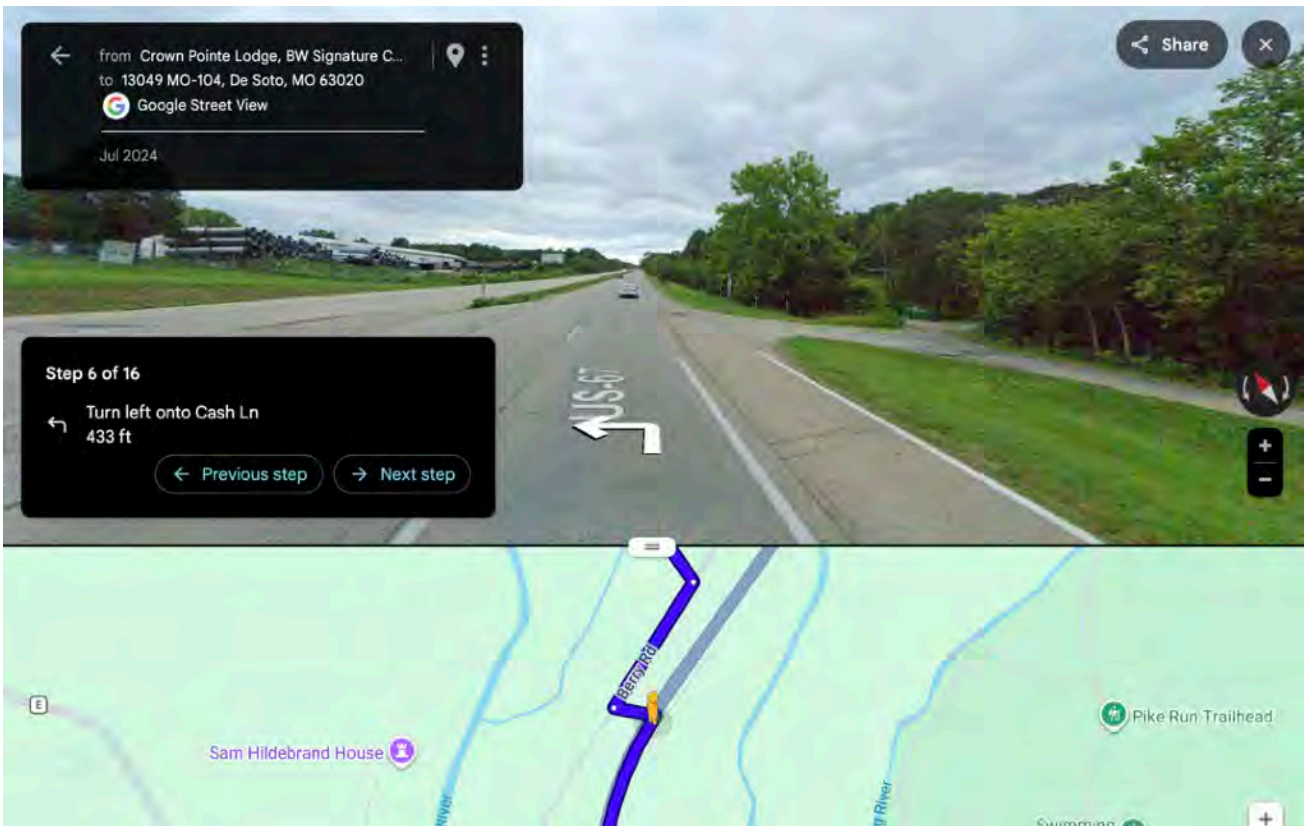 from Crown Pointe Lodge, BW Signature C...
to 13049 MO-104, De Soto, MO 63020
Google Street View
Jul 2024
Share
Step 6 of 16
Turn left onto Cash Ln
433 ft
Previous step
Next step
US-67
Berry Rd
E
Pike Run Trailhead
Sam Hildebrand House
River
g River
Swimming